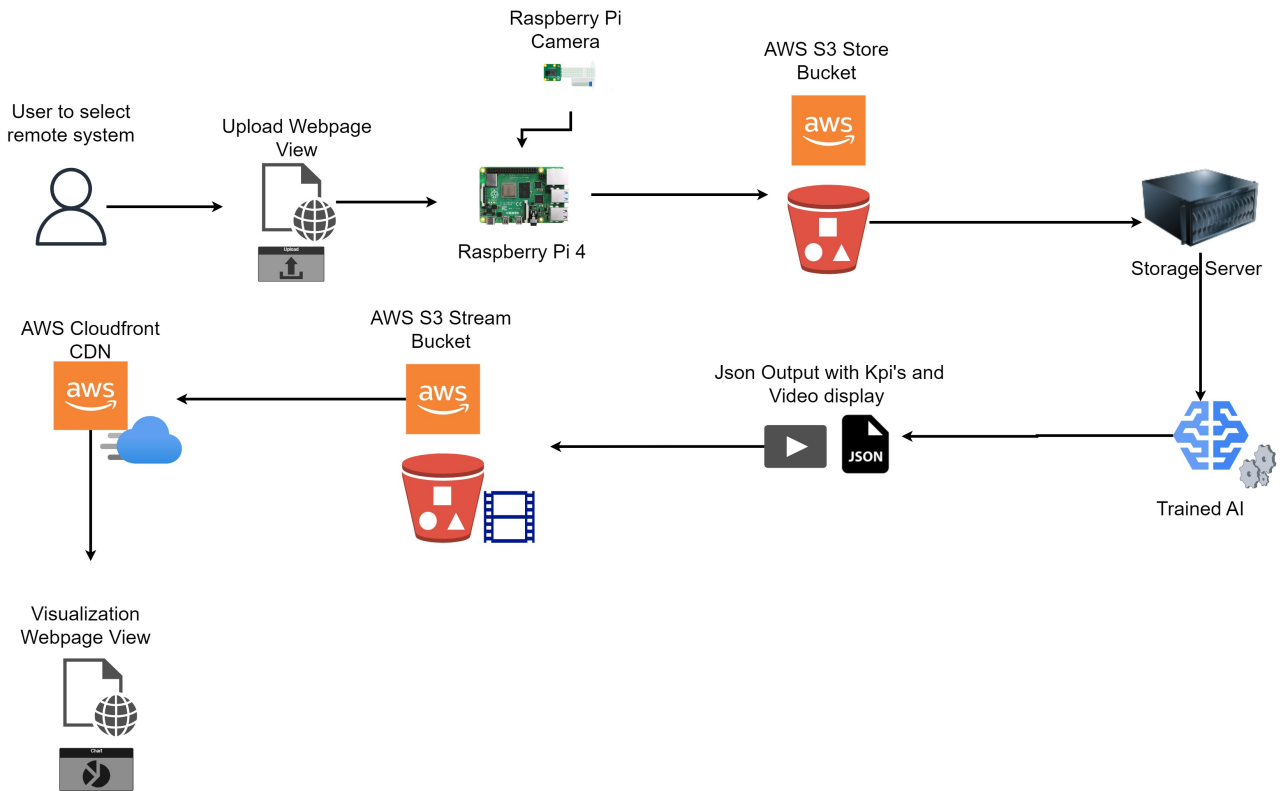 Raspberry Pi
Camera
AWS S3 Store
Bucket
aws
User to select
remote system
Upload Webpage
View
Upload
Raspberry Pi 4
Storage Server
AWS Cloudfront
CDN
aws
AWS S3 Stream
Bucket
aws
Json Output with Kpi's and
Video display
JSON
Trained AI
Visualization
Webpage View
Chart